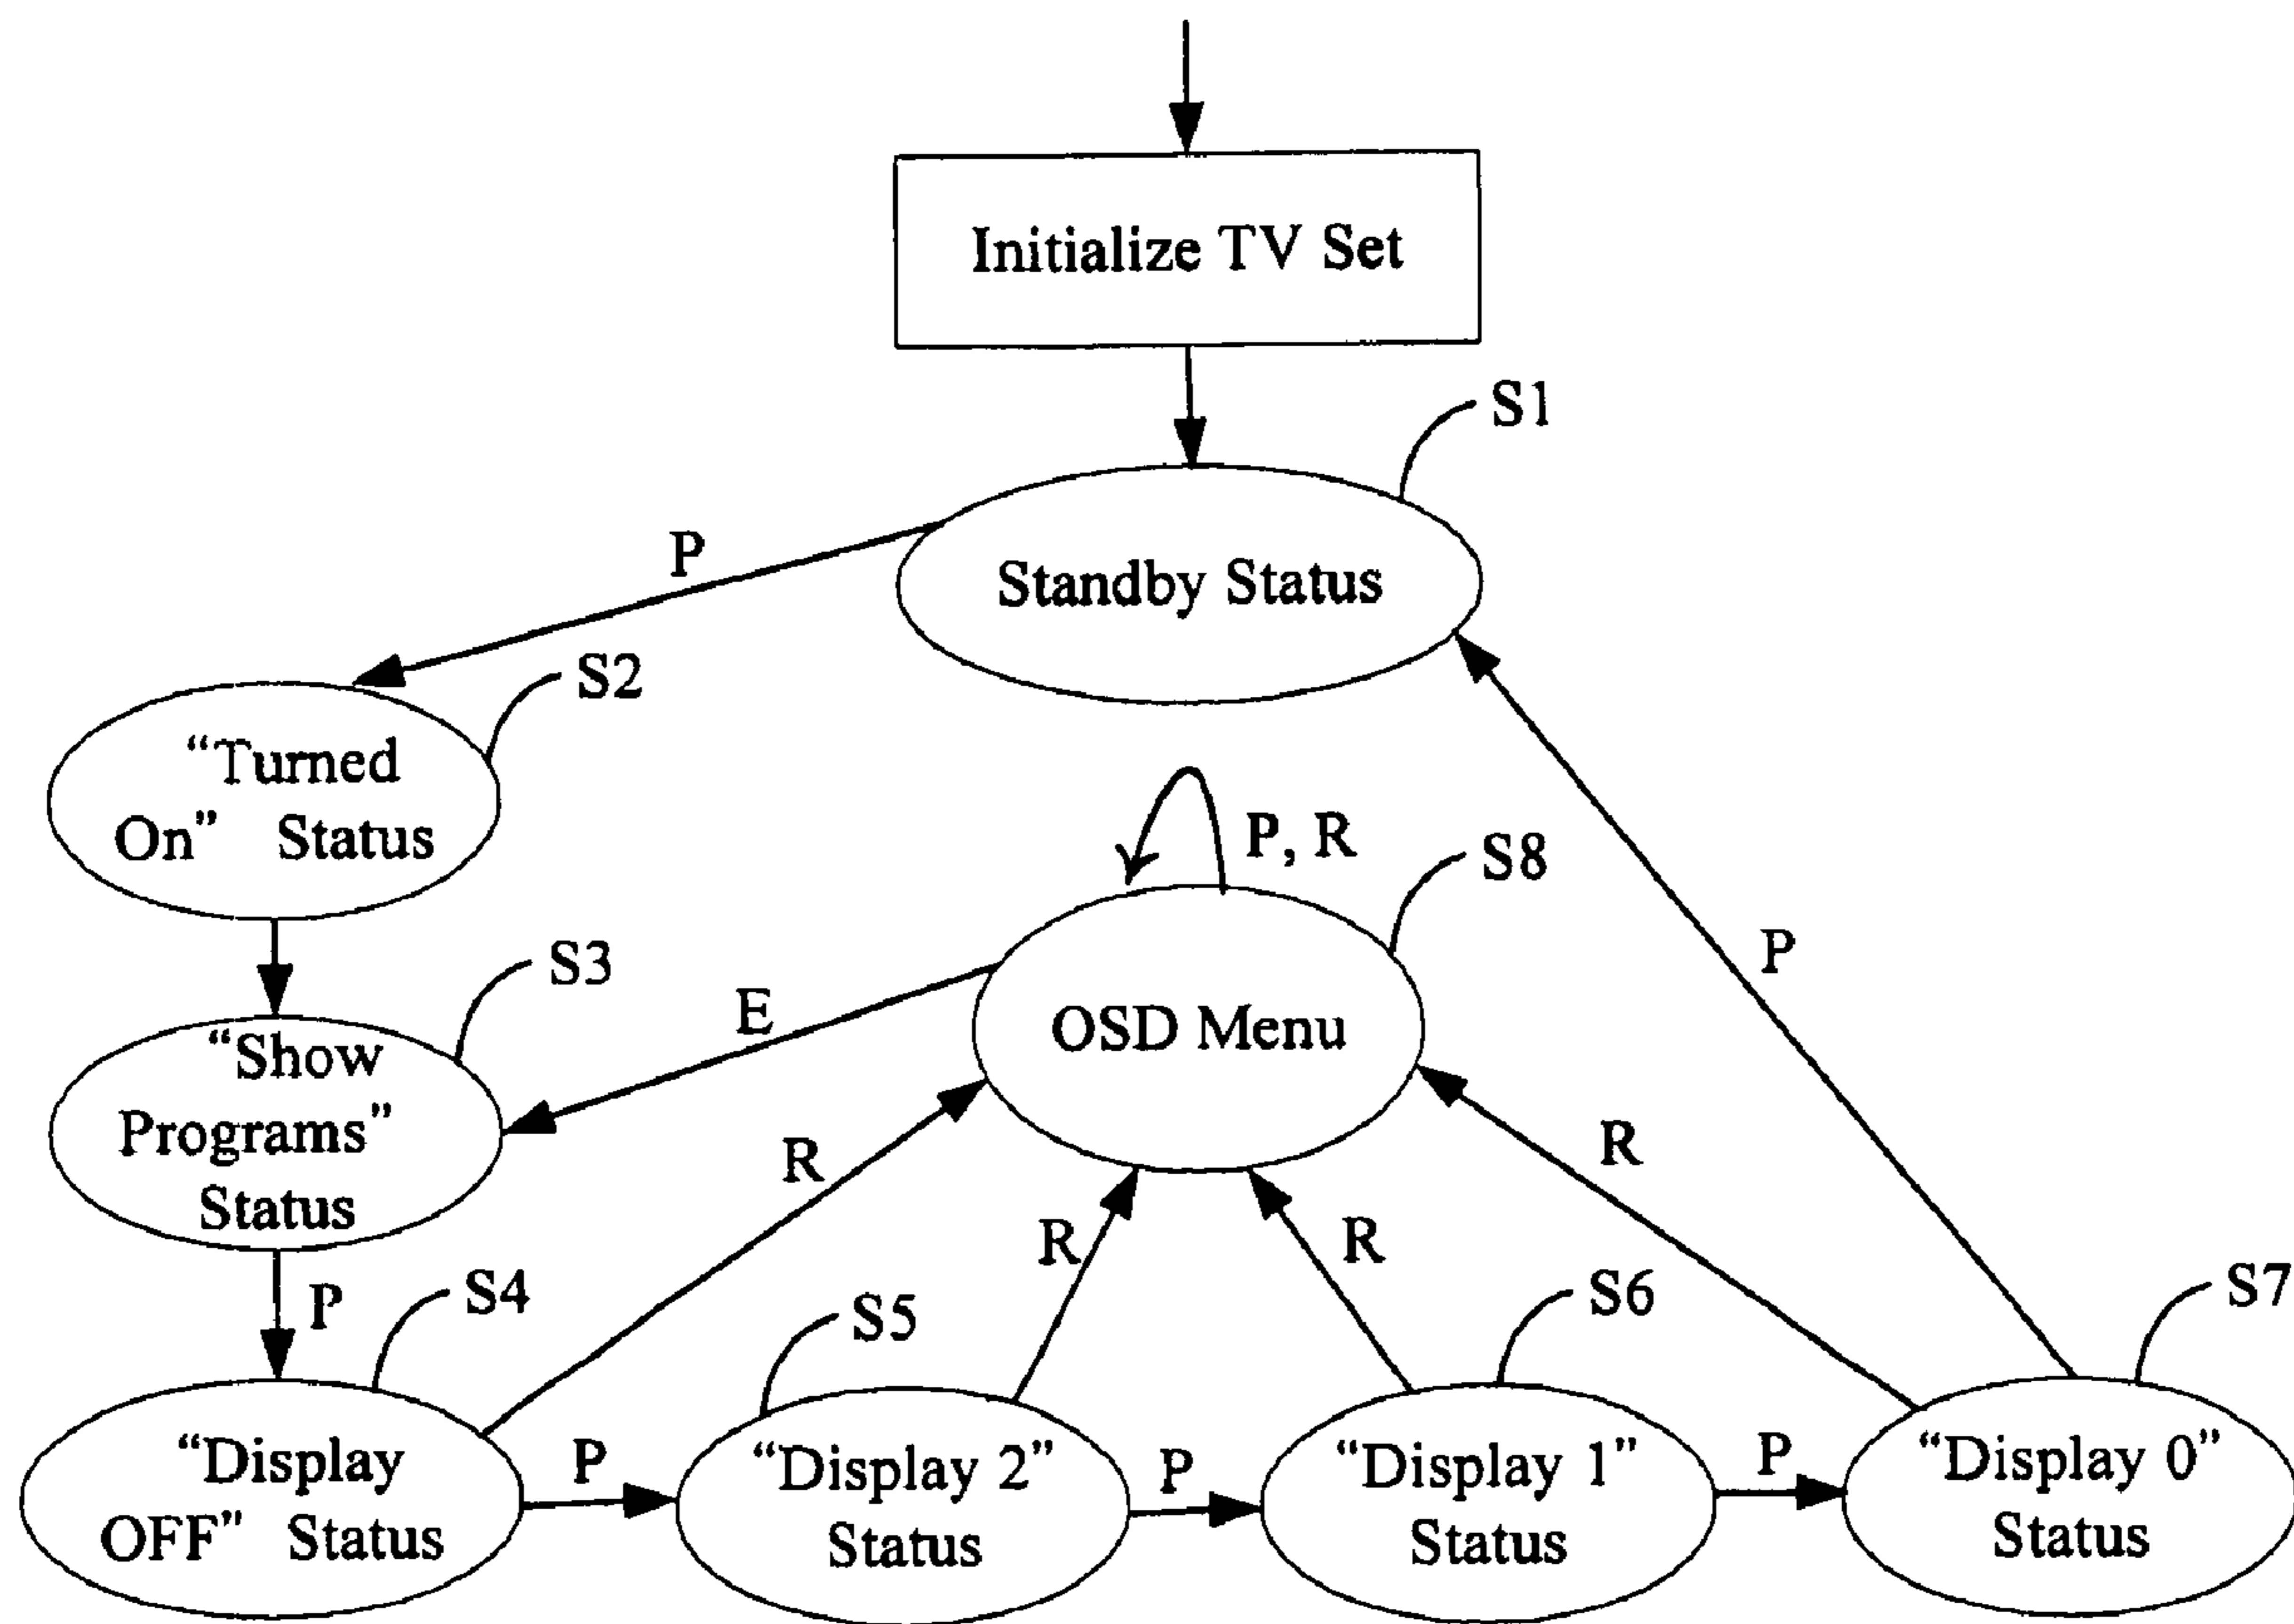 Initialize TV Set
S1
Standby Status
P
S2
“Turned
On” Status
P, R
S8
P
S3
E
OSD Menu
“Show
Programs”
Status
R
R
R
R
P
S4
S5
S6
S7
“Display
OFF” Status
P
“Display 2”
Status
P
“Display 1”
Status
P
“Display 0”
Status